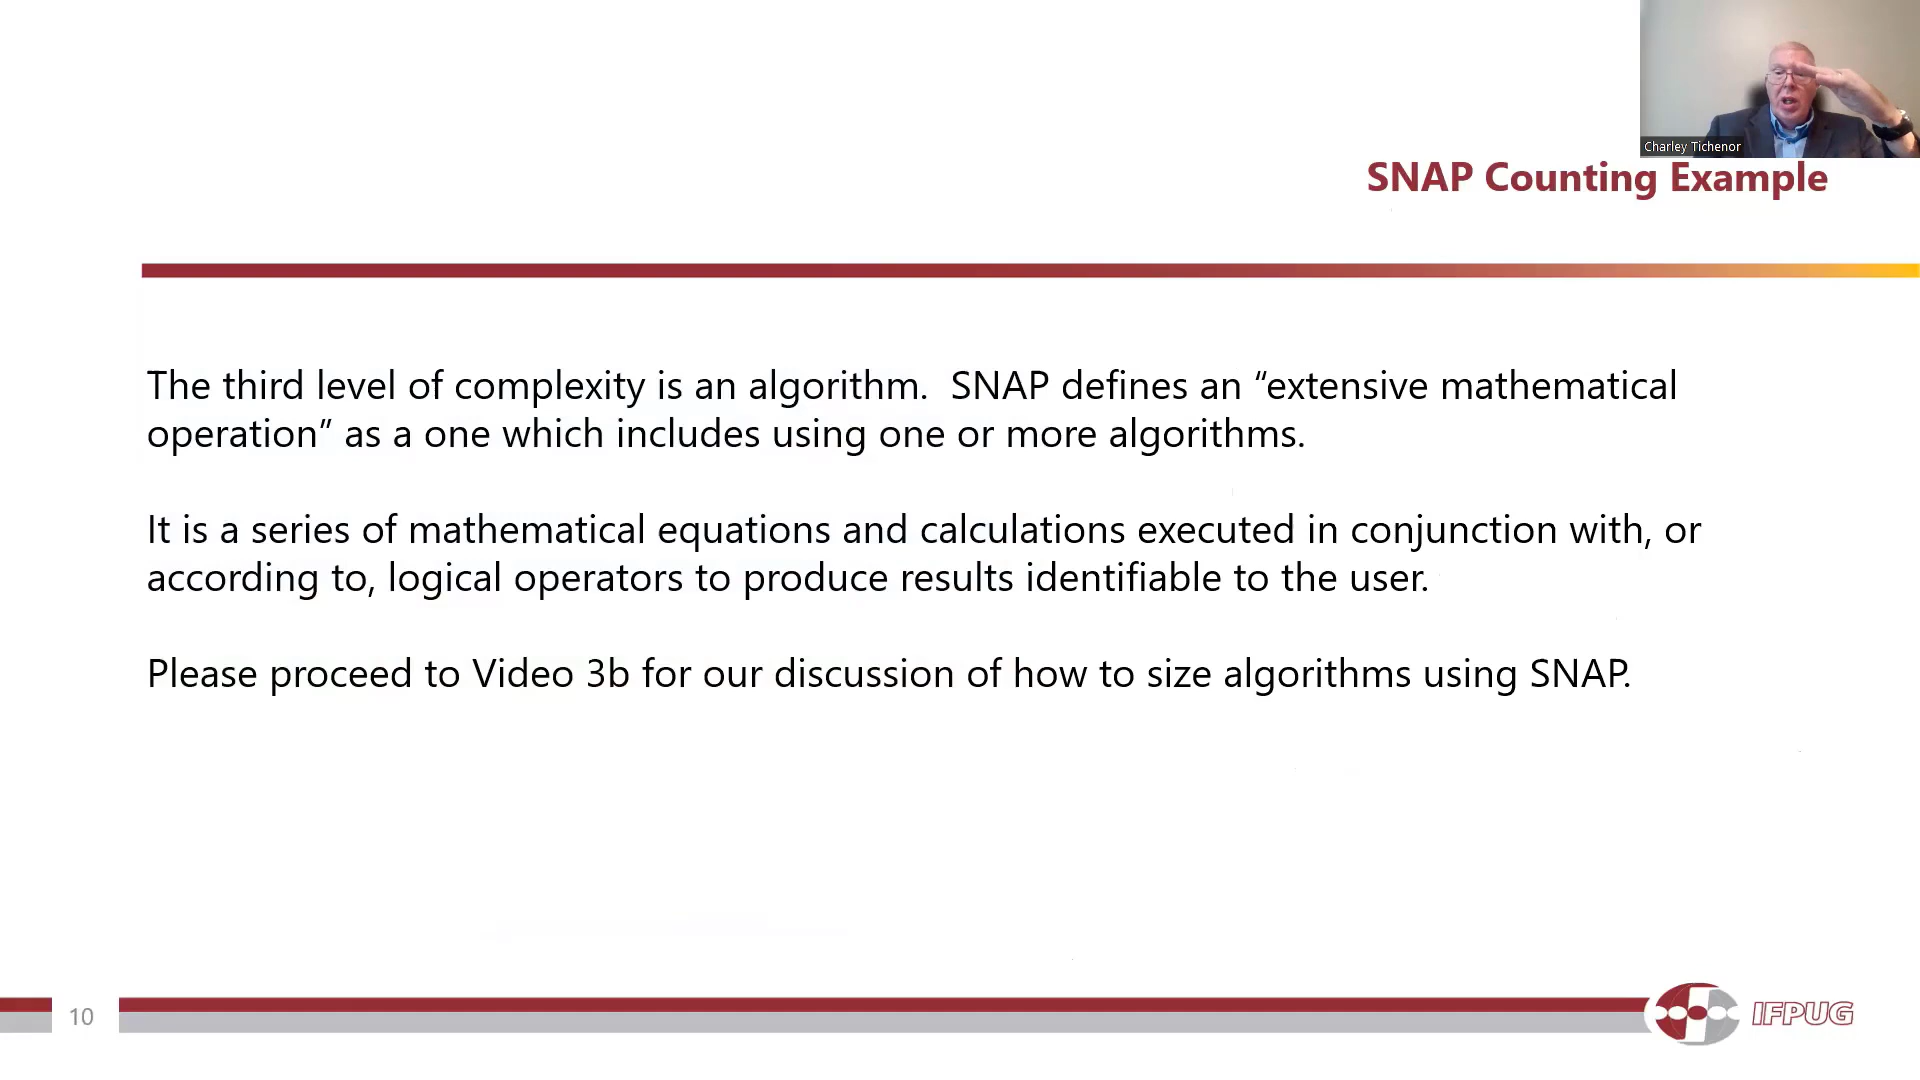 Charley Tichenor
SNAP Counting Example
The third level of complexity is an algorithm.  SNAP defines an “extensive mathematical
operation” as a one which includes using one or more algorithms.
It is a series of mathematical equations and calculations executed in conjunction with, or
according to, logical operators to produce results identifiable to the user.
Please proceed to Video 3b for our discussion of how to size algorithms using SNAP.
10
IFPUG